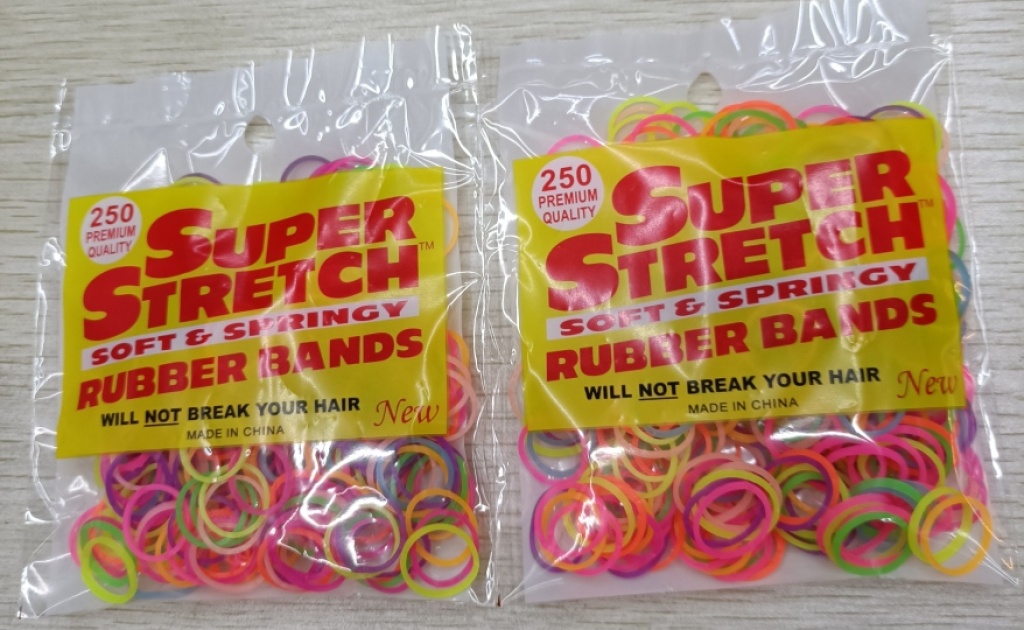 250
PREMIUM
QUALITY
SUPER
STRETCH™
SOFT & SPRINGY
RUBBER BANDS
WILL NOT BREAK YOUR HAIR
New
MADE IN CHINA
250
PREMIUM
QUALITY
SUPER
STRETCH™
SOFT & SPRINGY
RUBBER BANDS
WILL NOT BREAK YOUR HAIR
New
MADE IN CHINA